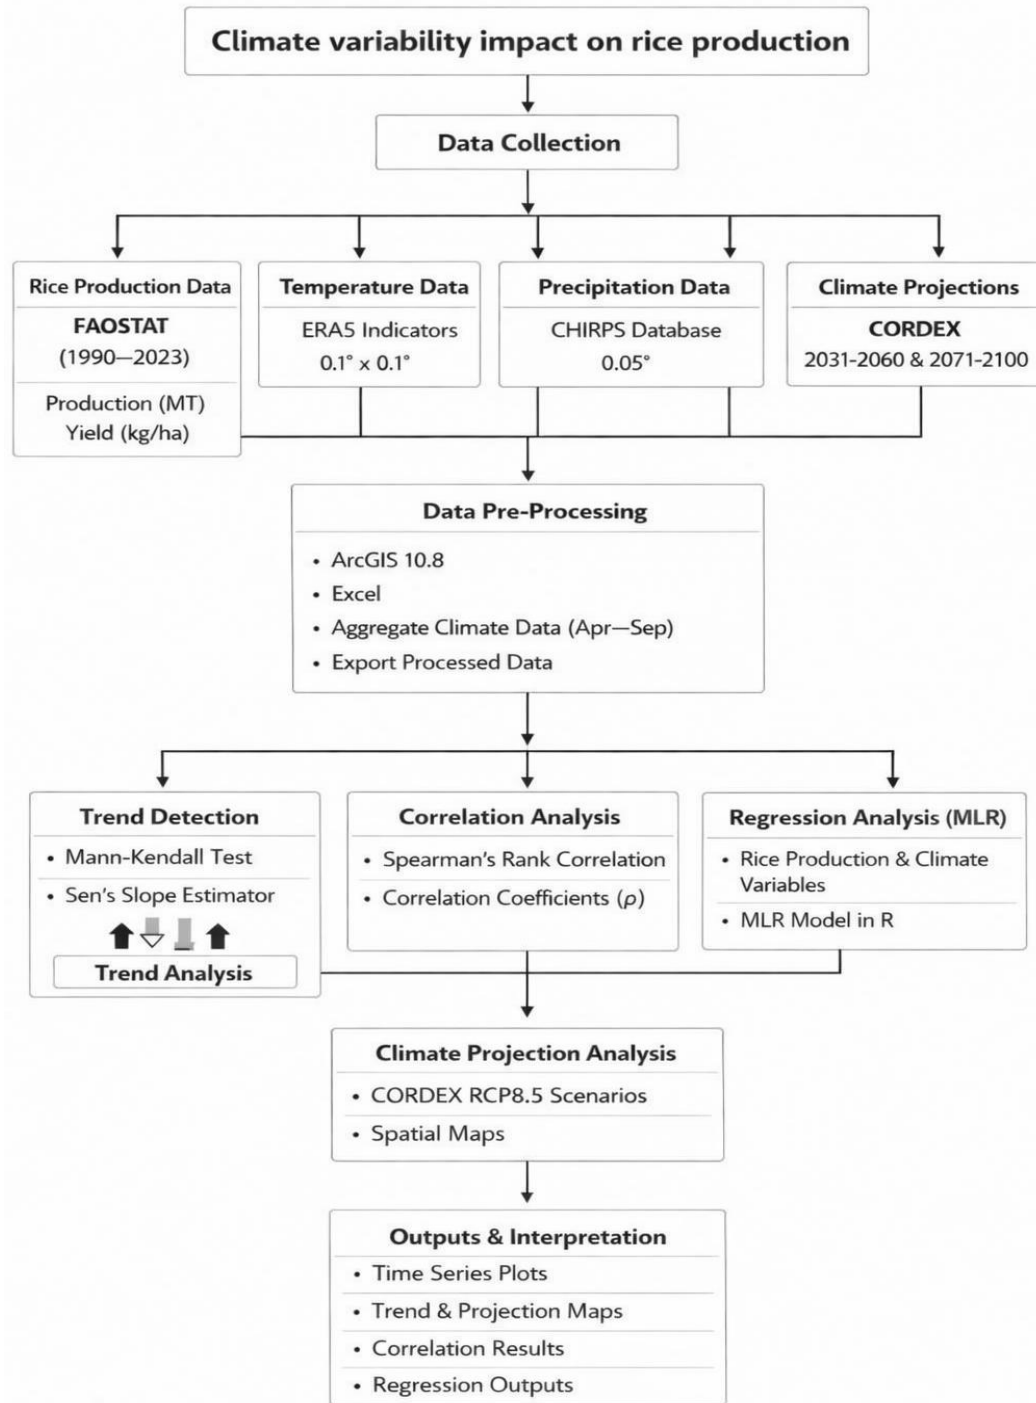 Climate variability impact on rice production
Data Collection
Rice Production Data
FAOSTAT
(1990—2023)
Production (MT)
Yield (kg/ha)
Temperature Data
ERA5 Indicators
0.1° x 0.1°
Precipitation Data
CHIRPS Database
0.05°
Climate Projections
CORDEX
2031-2060 & 2071-2100
Data Pre-Processing
• ArcGIS 10.8
• Excel
• Aggregate Climate Data (Apr—Sep)
• Export Processed Data
Trend Detection
• Mann-Kendall Test
• Sen's Slope Estimator
Trend Analysis
Correlation Analysis
• Spearman's Rank Correlation
• Correlation Coefficients (ρ)
Regression Analysis (MLR)
• Rice Production & Climate
Variables
• MLR Model in R
Climate Projection Analysis
• CORDEX RCP8.5 Scenarios
• Spatial Maps
Outputs & Interpretation
• Time Series Plots
• Trend & Projection Maps
• Correlation Results
• Regression Outputs